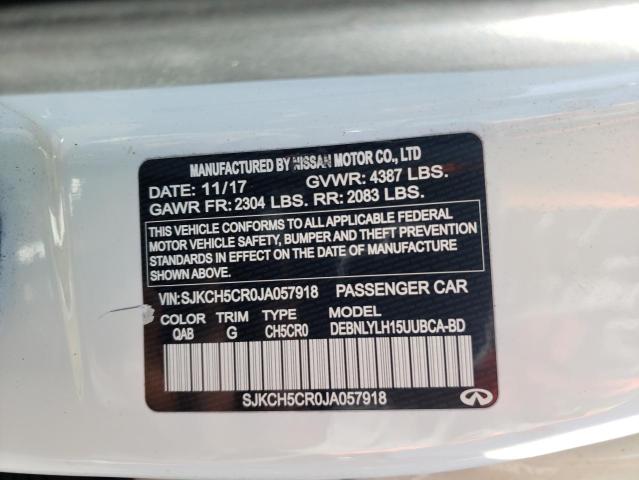 MANUFACTURED BY NISSAN MOTOR CO., LTD
DATE: 11/17 GVWR: 4387 LBS.
GAWR FR: 2304 LBS. RR: 2083 LBS.
THIS VEHICLE CONFORMS TO ALL APPLICABLE FEDERAL
MOTOR VEHICLE SAFETY, BUMPER AND THEFT PREVENTION
STANDARDS IN EFFECT ON THE DATE OF MANUFACTURE
SHOWN ABOVE.
VIN:SJKCH5CR0JA057918 PASSENGER CAR
COLOR TRIM TYPE MODEL
QAB G CH5CR0 DEBNLYLH15UUBCA-BD
SJKCH5CR0JA057918